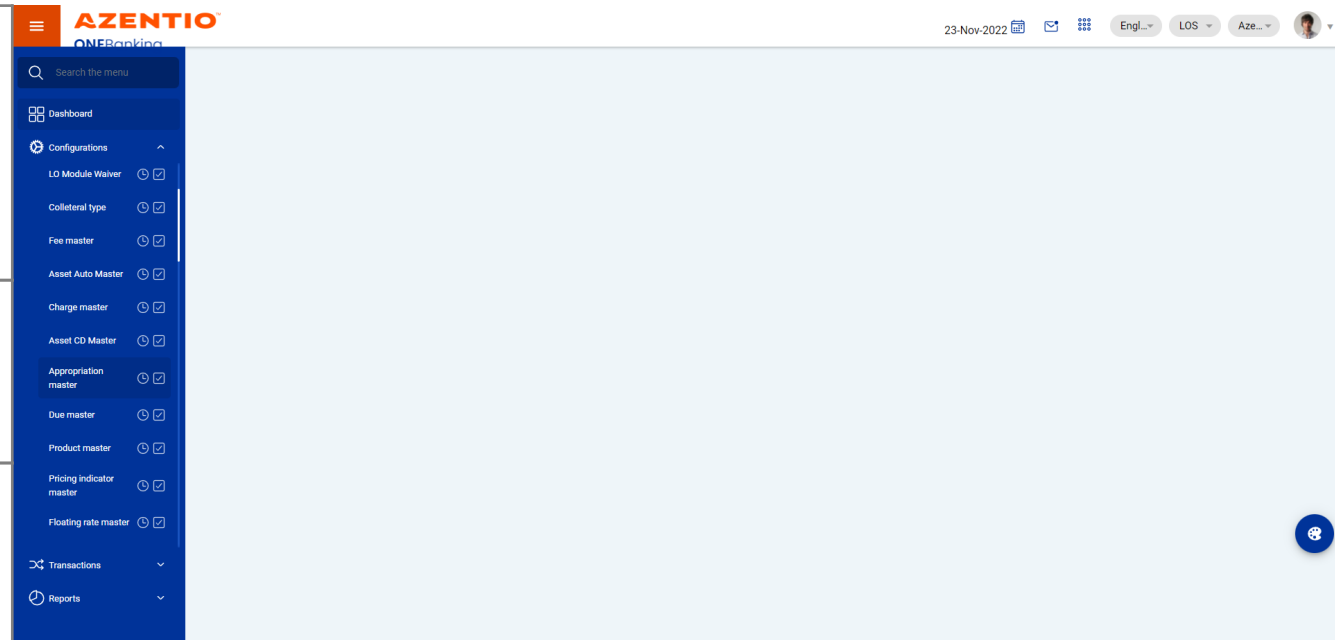 AZENTIO
ONEBanking
23-Nov-2022
Engl...
LOS
Aze...
Search the menu
Dashboard
Configurations
LO Module Waiver
Colleteral type
Fee master
Asset Auto Master
Charge master
Asset CD Master
Appropriation
master
Due master
Product master
Pricing indicator
master
Floating rate master
Transactions
Reports